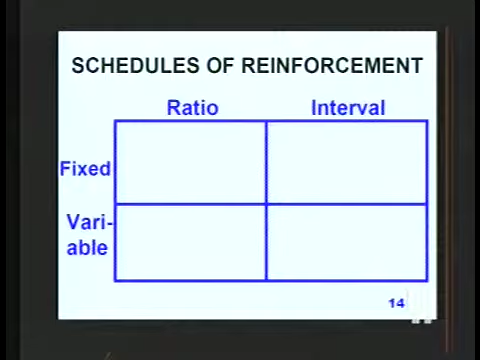 SCHEDULES OF REINFORCEMENT
Ratio Interval
Fixed
Vari-
able
14